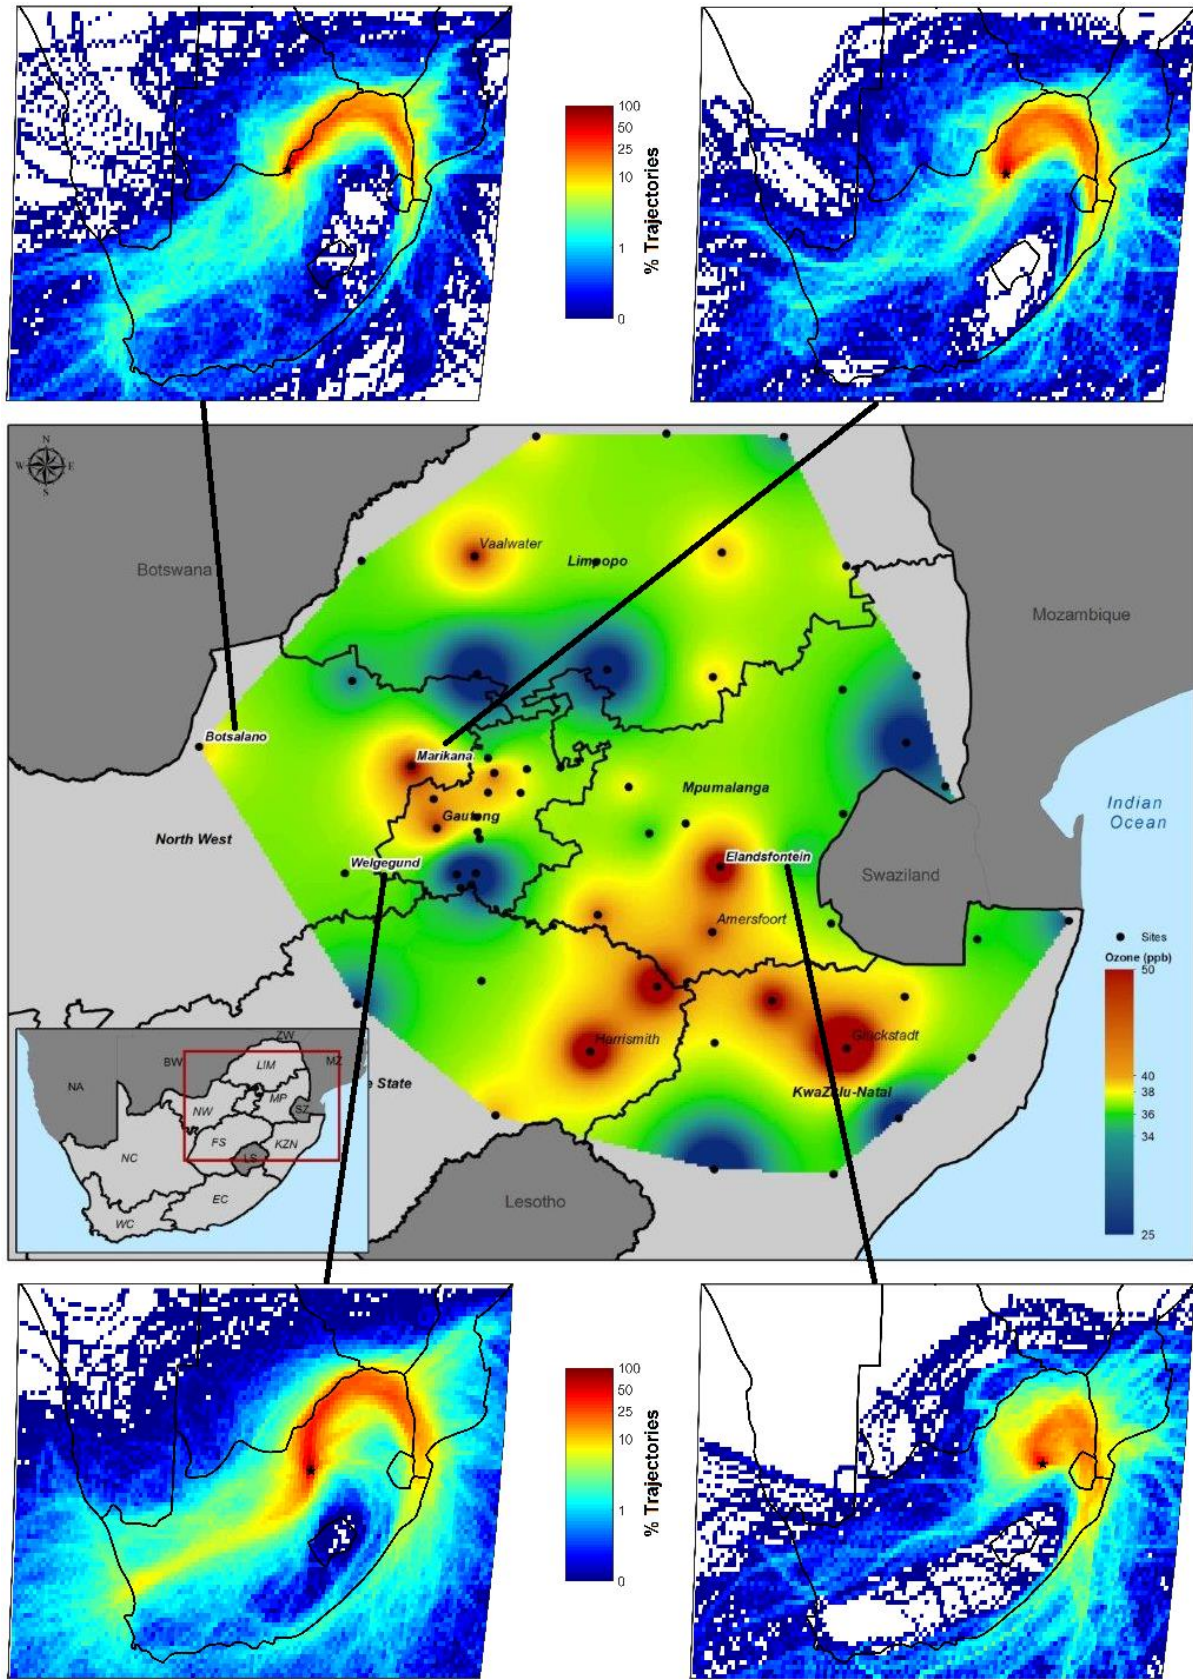 100
50
25
10
1
0
% Trajectories
N
W E
S
Botswana
Vaalwater
Limpopo
Mozambique
Botsalano
Marikana
Mpumalanga
Indian
Ocean
Gauteng
North West
Welgegund
Elandsfontein
Swaziland
Amersfoort
Sites
Ozone (ppb)
50
40
38
36
34
25
Harrismith
Glückstadt
e State
KwaZulu-Natal
Lesotho
ZW
BW
LIM
MZ
NA
NW
MP
SZ
FS
KZN
NC
LS
EC
WC
100
50
25
10
1
0
% Trajectories